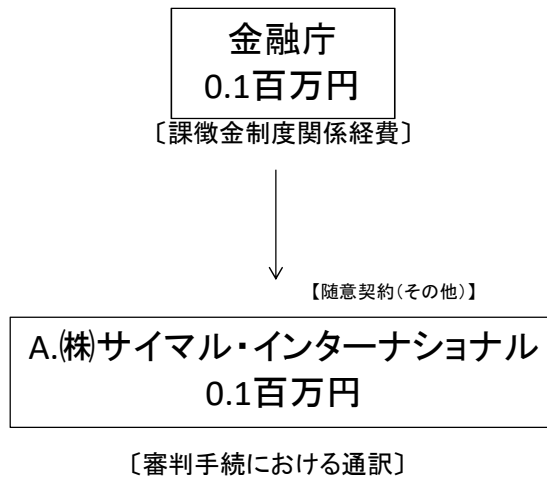 金融庁
0.1百万円
〔課徴金制度関係経費〕
【随意契約(その他)】
A.㈱サイマル・インターナショナル
0.1百万円
〔審判手続における通訳〕